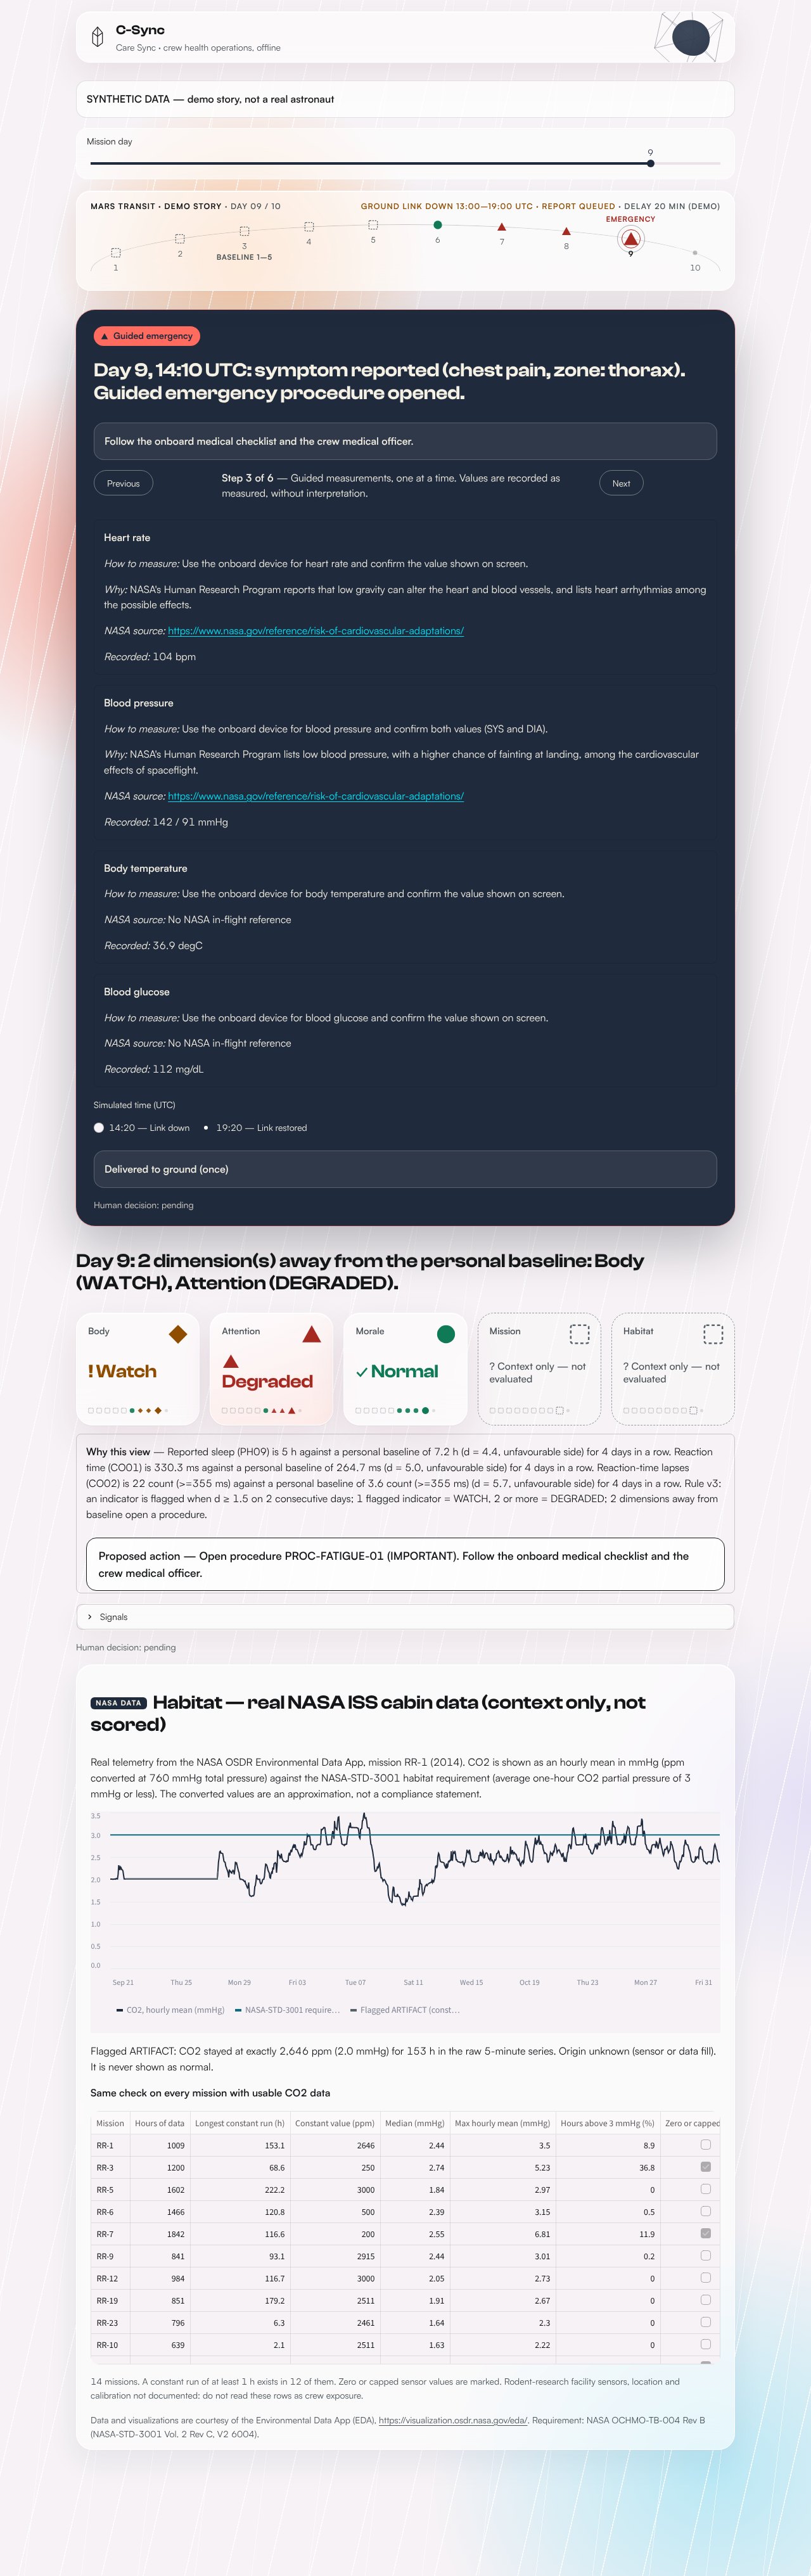 C-Sync
Care Sync · crew health operations, offline
SYNTHETIC DATA — demo story, not a real astronaut
Mission day
9
MARS TRANSIT · DEMO STORY · DAY 09 / 10
GROUND LINK DOWN 13:00–19:00 UTC · REPORT QUEUED · DELAY 20 MIN (DEMO)
EMERGENCY
1
2
3
BASELINE 1–5
4
5
6
7
8
9
10
Guided emergency
Day 9, 14:10 UTC: symptom reported (chest pain, zone: thorax).
Guided emergency procedure opened.
Follow the onboard medical checklist and the crew medical officer.
Previous
Step 3 of 6 — Guided measurements, one at a time. Values are recorded as
measured, without interpretation.
Next
Heart rate
How to measure: Use the onboard device for heart rate and confirm the value shown on screen.
Why: NASA's Human Research Program reports that low gravity can alter the heart and blood vessels, and lists heart arrhythmias among
the possible effects.
NASA source: https://www.nasa.gov/reference/risk-of-cardiovascular-adaptations/
Recorded: 104 bpm
Blood pressure
How to measure: Use the onboard device for blood pressure and confirm both values (SYS and DIA).
Why: NASA's Human Research Program lists low blood pressure, with a higher chance of fainting at landing, among the cardiovascular
effects of spaceflight.
NASA source: https://www.nasa.gov/reference/risk-of-cardiovascular-adaptations/
Recorded: 142 / 91 mmHg
Body temperature
How to measure: Use the onboard device for body temperature and confirm the value shown on screen.
NASA source: No NASA in-flight reference
Recorded: 36.9 degC
Blood glucose
How to measure: Use the onboard device for blood glucose and confirm the value shown on screen.
NASA source: No NASA in-flight reference
Recorded: 112 mg/dL
Simulated time (UTC)
14:20 — Link down
19:20 — Link restored
Delivered to ground (once)
Human decision: pending
Day 9: 2 dimension(s) away from the personal baseline: Body
(WATCH), Attention (DEGRADED).
Body
! Watch
Attention
Degraded
Morale
✓ Normal
Mission
? Context only — not
evaluated
Habitat
? Context only — not
evaluated
Why this view — Reported sleep (PH09) is 5 h against a personal baseline of 7.2 h (d = 4.4, unfavourable side) for 4 days in a row. Reaction
time (CO01) is 330.3 ms against a personal baseline of 264.7 ms (d = 5.0, unfavourable side) for 4 days in a row. Reaction-time lapses
(CO02) is 22 count (>=355 ms) against a personal baseline of 3.6 count (>=355 ms) (d = 5.7, unfavourable side) for 4 days in a row. Rule v3:
an indicator is flagged when d ≥ 1.5 on 2 consecutive days; 1 flagged indicator = WATCH, 2 or more = DEGRADED; 2 dimensions away from
baseline open a procedure.
Proposed action — Open procedure PROC-FATIGUE-01 (IMPORTANT). Follow the onboard medical checklist and the
crew medical officer.
Signals
Human decision: pending
NASA DATA Habitat — real NASA ISS cabin data (context only, not
scored)
Real telemetry from the NASA OSDR Environmental Data App, mission RR-1 (2014). CO2 is shown as an hourly mean in mmHg (ppm
converted at 760 mmHg total pressure) against the NASA-STD-3001 habitat requirement (average one-hour CO2 partial pressure of 3
mmHg or less). The converted values are an approximation, not a compliance statement.
3.5
3.0
2.5
2.0
1.5
1.0
0.5
0.0
Sep 21 Thu 25 Mon 29 Fri 03 Tue 07 Sat 11 Wed 15 Oct 19 Thu 23 Mon 27 Fri 31
CO2, hourly mean (mmHg) NASA-STD-3001 require… Flagged ARTIFACT (const…
Flagged ARTIFACT: CO2 stayed at exactly 2,646 ppm (2.0 mmHg) for 153 h in the raw 5-minute series. Origin unknown (sensor or data fill).
It is never shown as normal.
Same check on every mission with usable CO2 data
Mission Hours of data Longest constant run (h) Constant value (ppm) Median (mmHg) Max hourly mean (mmHg) Hours above 3 mmHg (%) Zero or capped
RR-1 1009 153.1 2646 2.44 3.5 8.9
RR-3 1200 68.6 250 2.74 5.23 36.8
RR-5 1602 222.2 3000 1.84 2.97 0
RR-6 1466 120.8 500 2.39 3.15 0.5
RR-7 1842 116.6 200 2.55 6.81 11.9
RR-9 841 93.1 2915 2.44 3.01 0.2
RR-12 984 116.7 3000 2.05 2.73 0
RR-19 851 179.2 2511 1.91 2.67 0
RR-23 796 6.3 2461 1.64 2.3 0
RR-10 639 2.1 2511 1.63 2.22 0
14 missions. A constant run of at least 1 h exists in 12 of them. Zero or capped sensor values are marked. Rodent-research facility sensors, location and
calibration not documented: do not read these rows as crew exposure.
Data and visualizations are courtesy of the Environmental Data App (EDA), https://visualization.osdr.nasa.gov/eda/. Requirement: NASA OCHMO-TB-004 Rev B
(NASA-STD-3001 Vol. 2 Rev C, V2 6004).